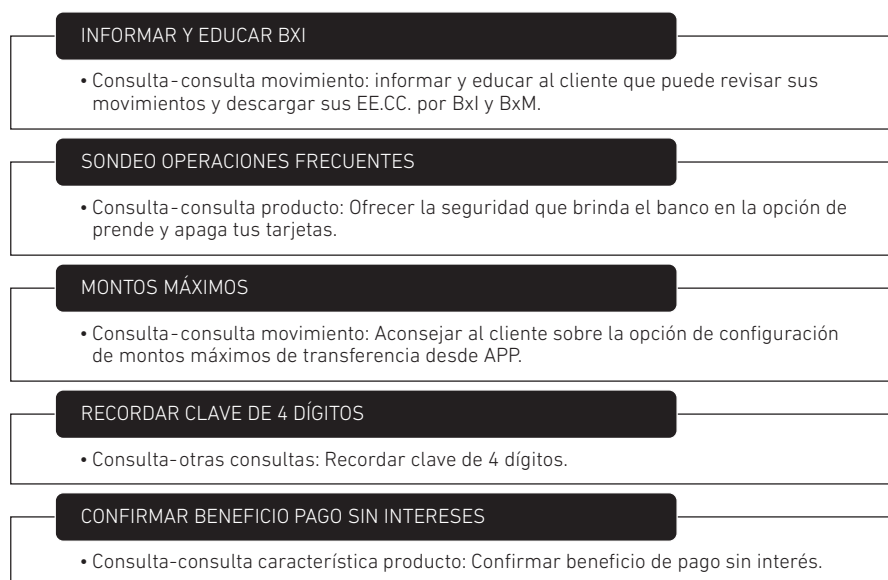 INFORMAR Y EDUCAR BXI
• Consulta-consulta movimiento: informar y educar al cliente que puede revisar sus
movimientos y descargar sus EE.CC. por BxI y BxM.
SONDEO OPERACIONES FRECUENTES
• Consulta-consulta producto: Ofrecer la seguridad que brinda el banco en la opción de
prende y apaga tus tarjetas.
MONTOS MÁXIMOS
• Consulta-consulta movimiento: Aconsejar al cliente sobre la opción de configuración
de montos máximos de transferencia desde APP.
RECORDAR CLAVE DE 4 DÍGITOS
• Consulta-otras consultas: Recordar clave de 4 dígitos.
CONFIRMAR BENEFICIO PAGO SIN INTERESES
• Consulta-consulta característica producto: Confirmar beneficio de pago sin interés.